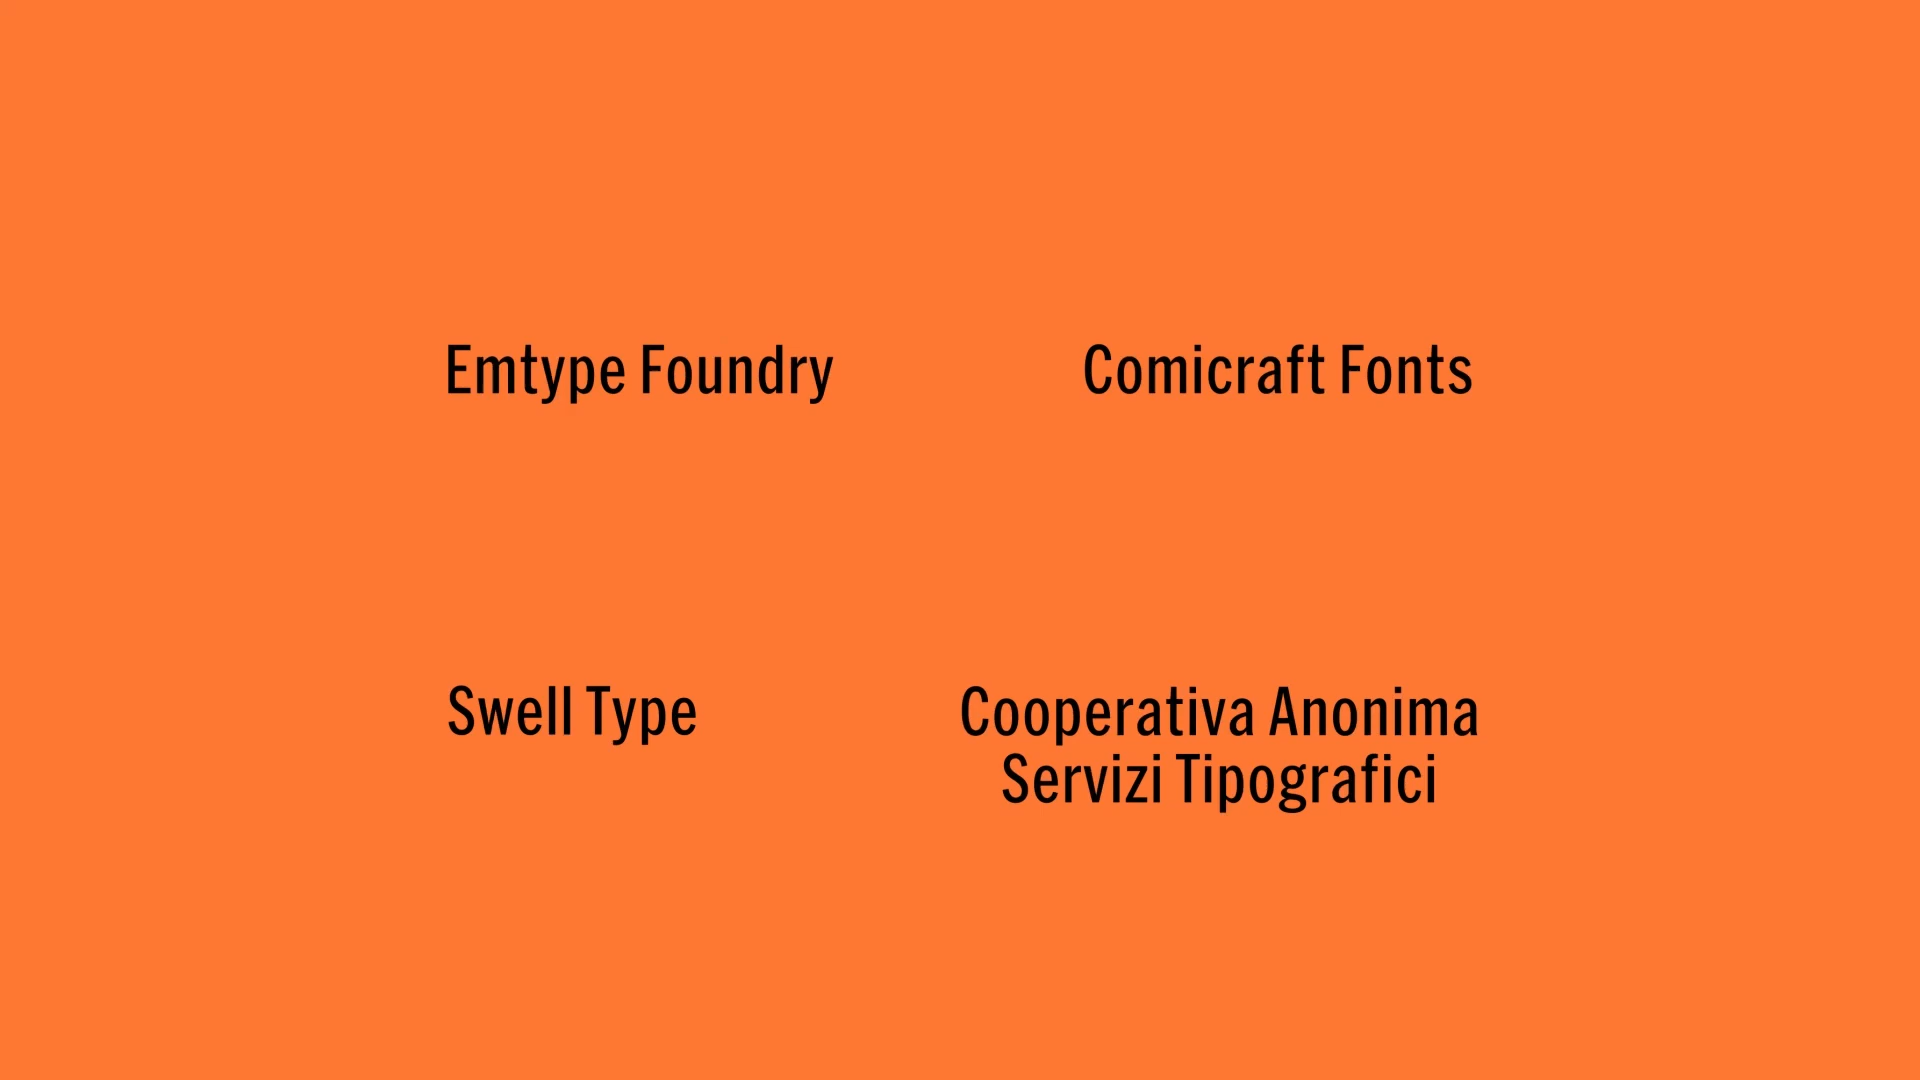 Emtype Foundry
Comicraft Fonts
Swell Type
Cooperativa Anonima
Servizi Tipografici